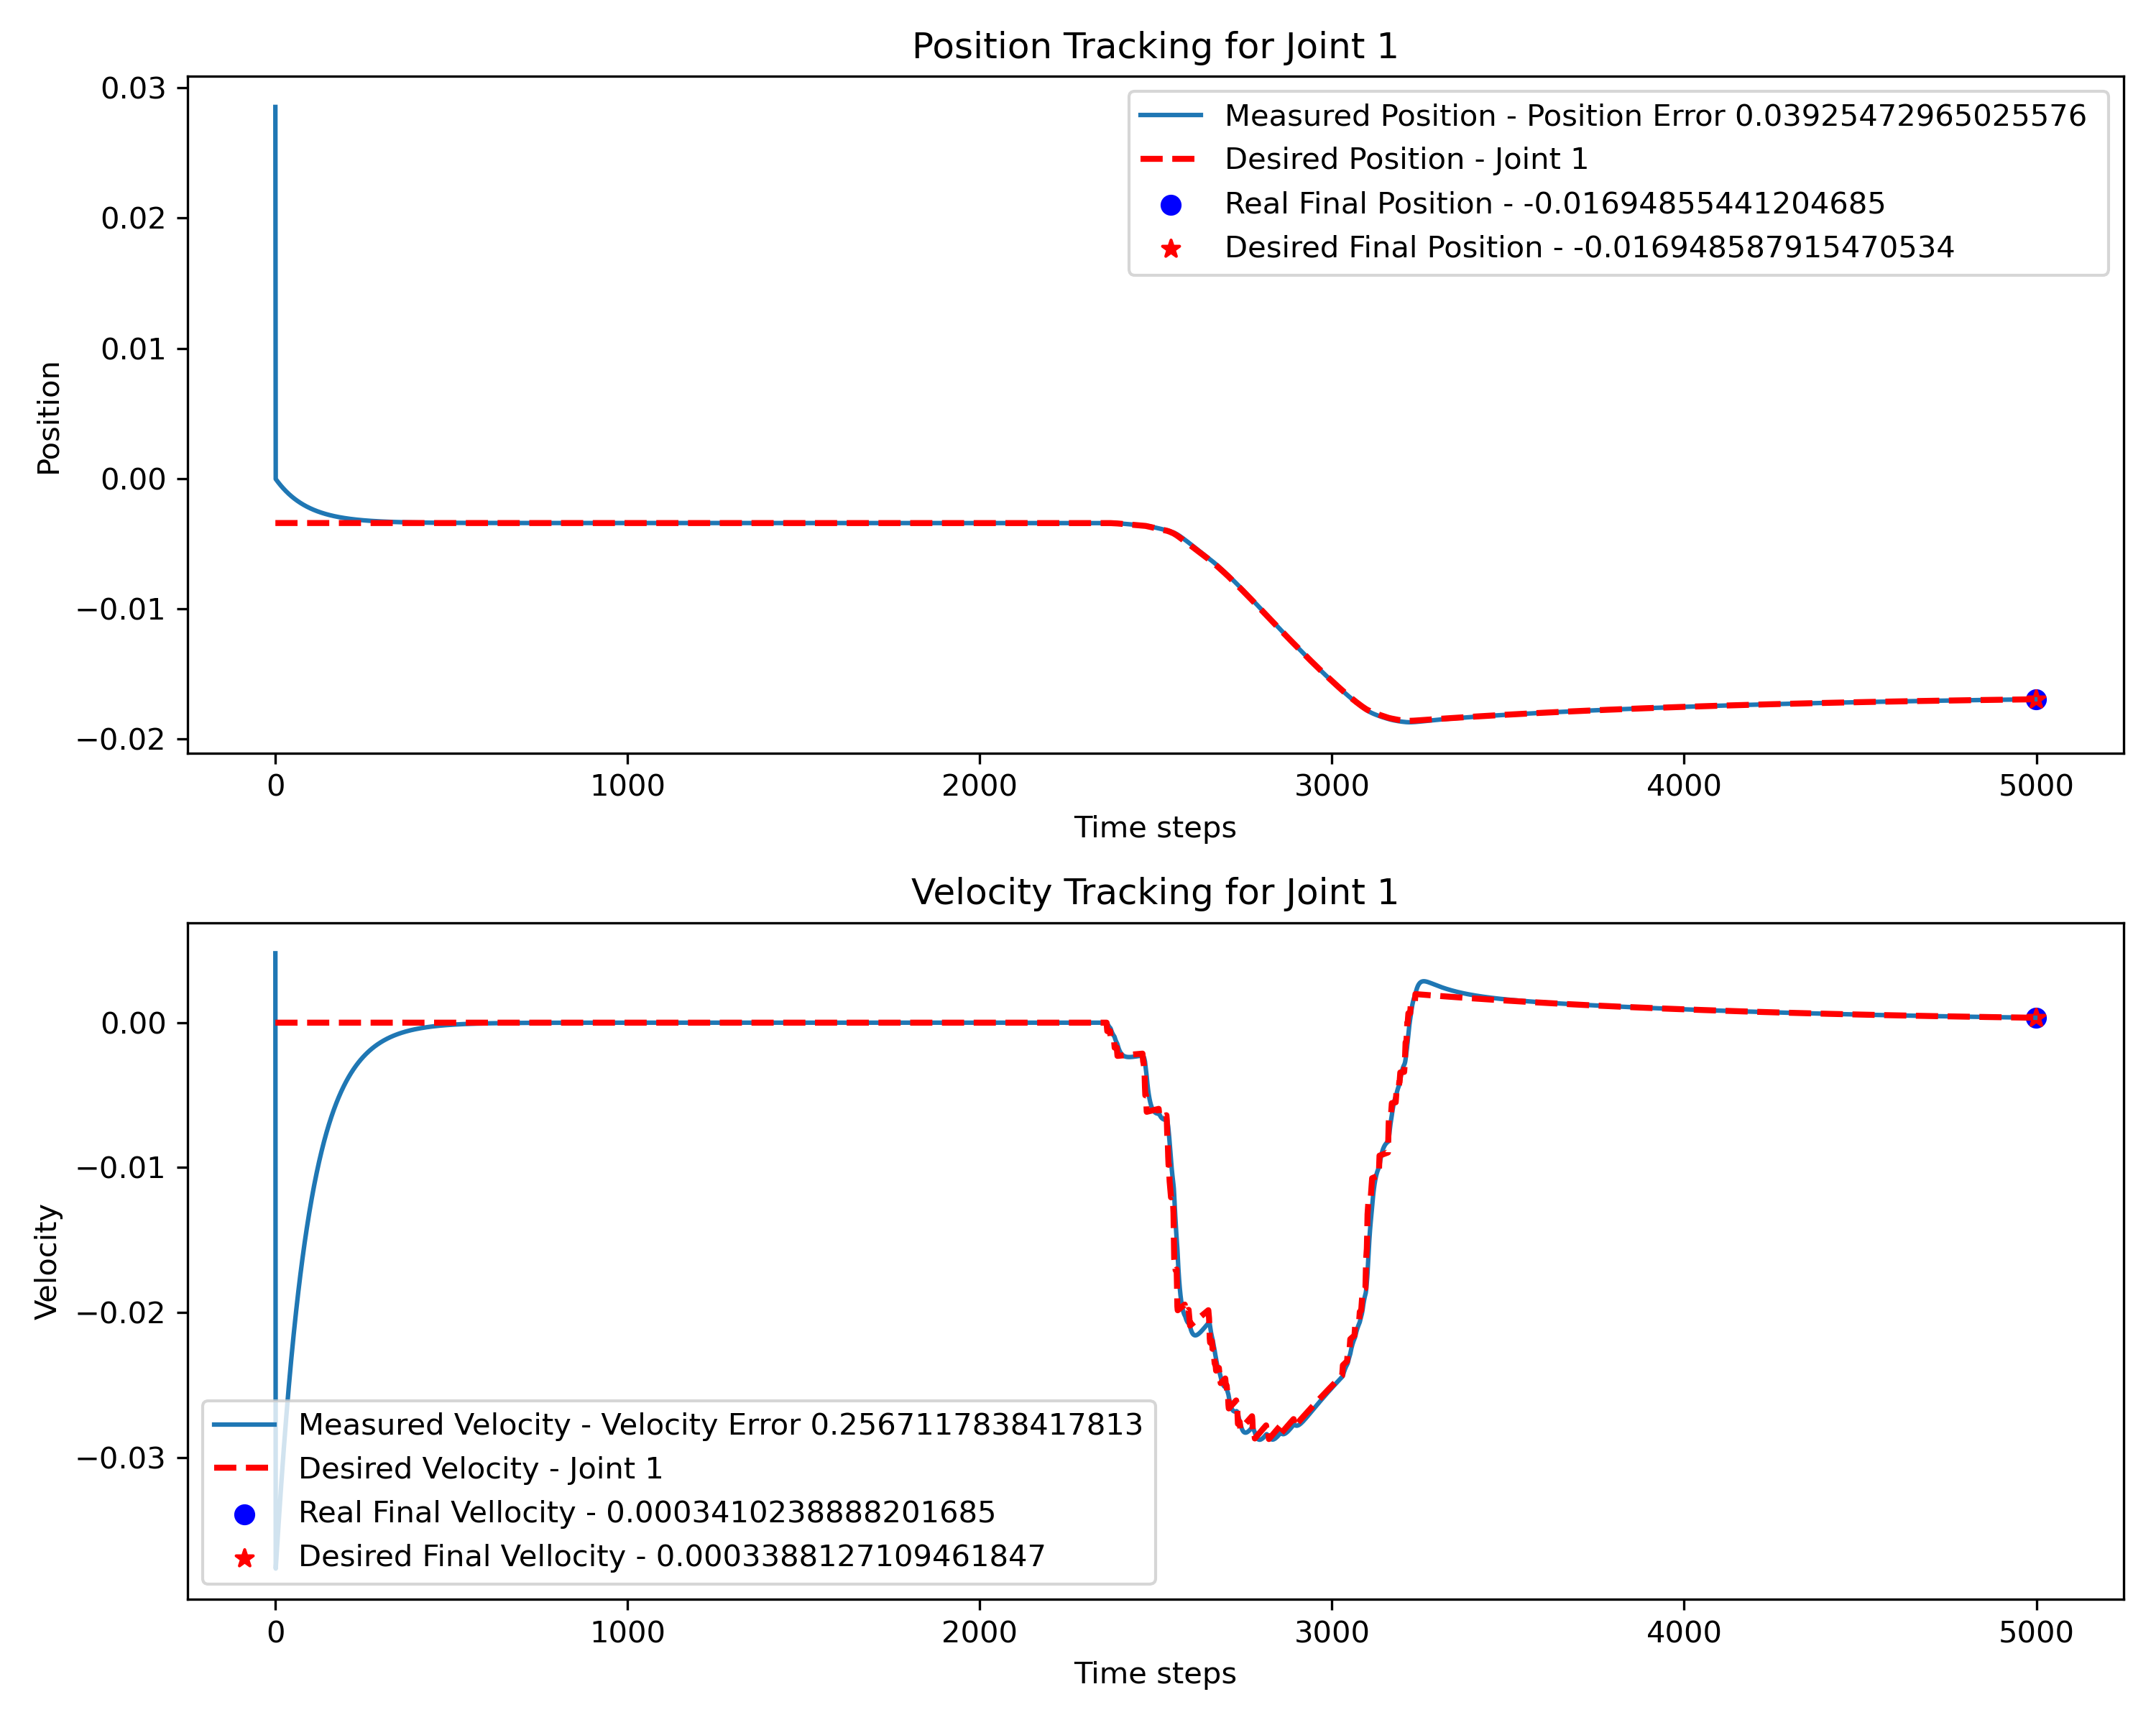 Position Tracking for Joint 1
0.03
0.02
0.01
0.00
−0.01
−0.02
Position
Measured Position - Position Error 0.03925472965025576
Desired Position - Joint 1
Real Final Position - -0.01694855441204685
Desired Final Position - -0.016948587915470534
0 1000 2000 3000 4000 5000
Time steps
Velocity Tracking for Joint 1
0.00
−0.01
−0.02
−0.03
Velocity
Measured Velocity - Velocity Error 0.2567117838417813
Desired Velocity - Joint 1
Real Final Vellocity - 0.0003410238888201685
Desired Final Vellocity - 0.0003388127109461847
0 1000 2000 3000 4000 5000
Time steps